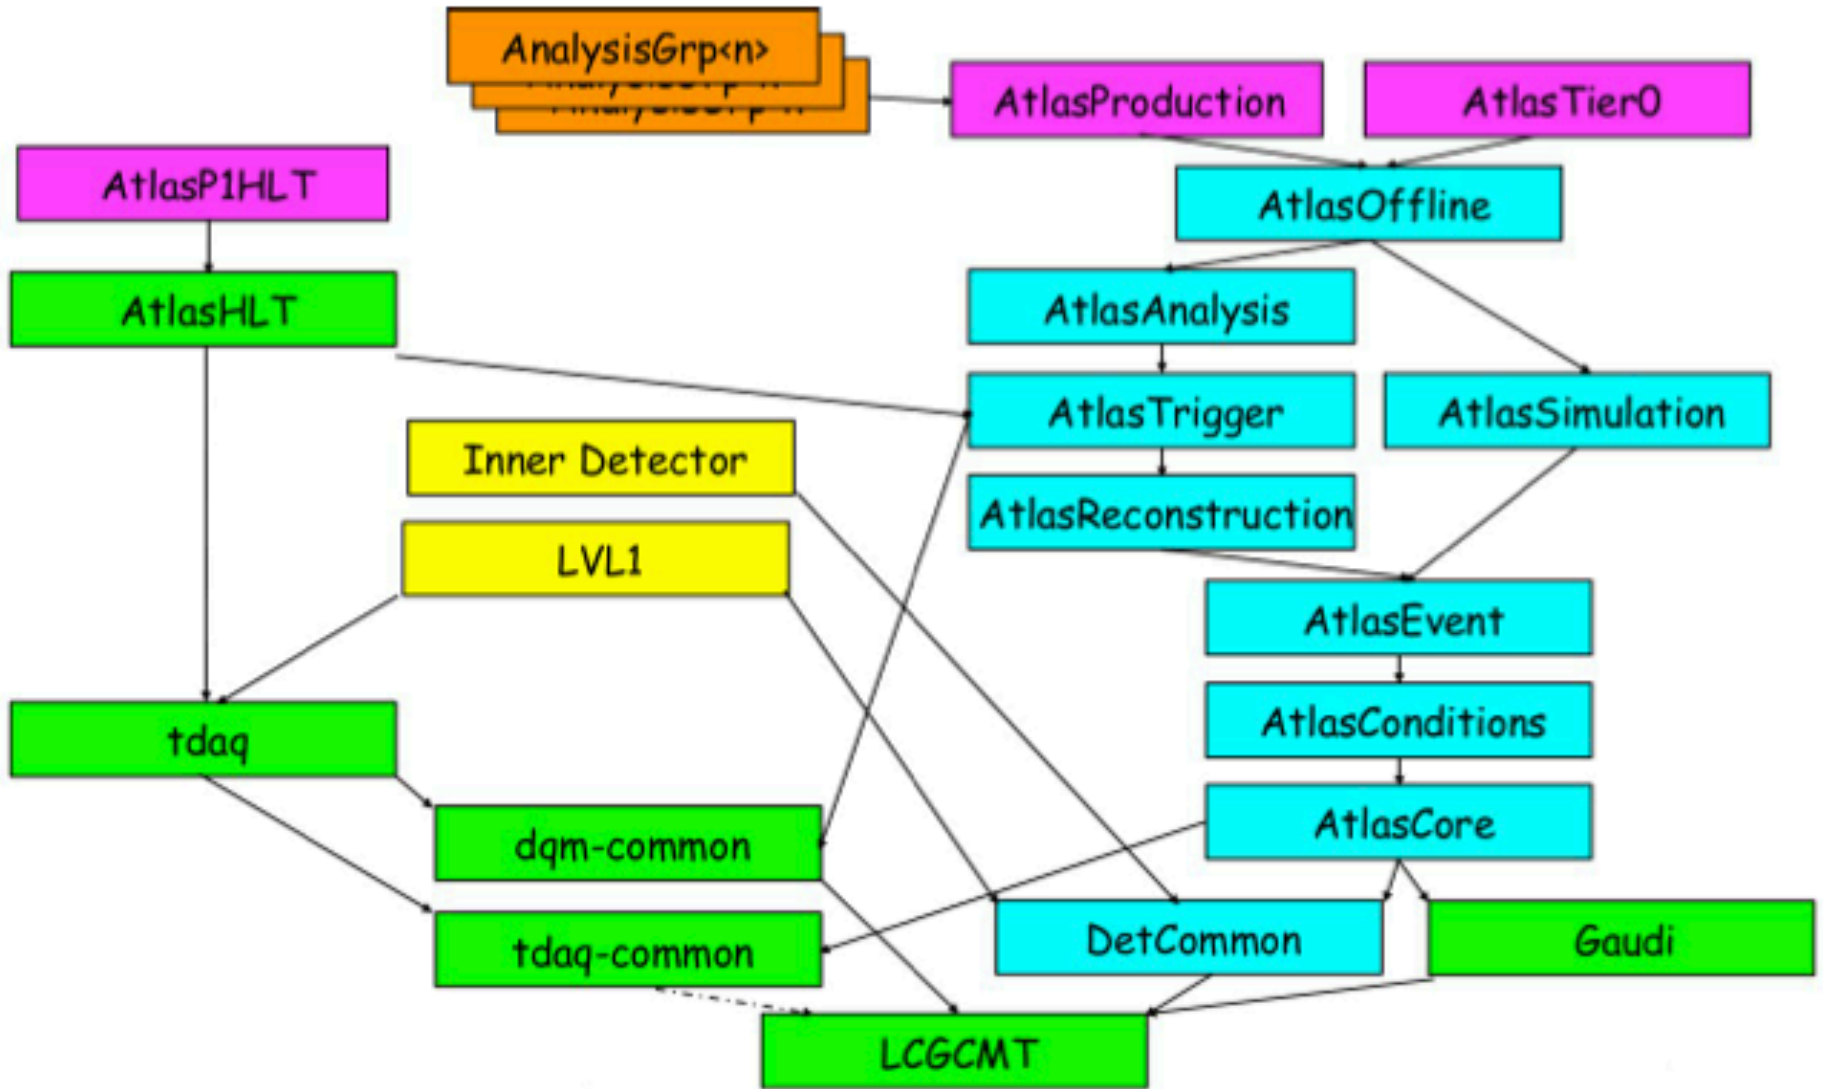 AnalysisGrp<n>
AtlasProduction
AtlasTier0
AtlasP1HLT
AtlasOffline
AtlasHLT
AtlasAnalysis
AtlasTrigger
AtlasSimulation
Inner Detector
AtlasReconstruction
LVL1
AtlasEvent
tdaq
AtlasConditions
AtlasCore
dqm-common
tdaq-common
DetCommon
Gaudi
LCGCMT